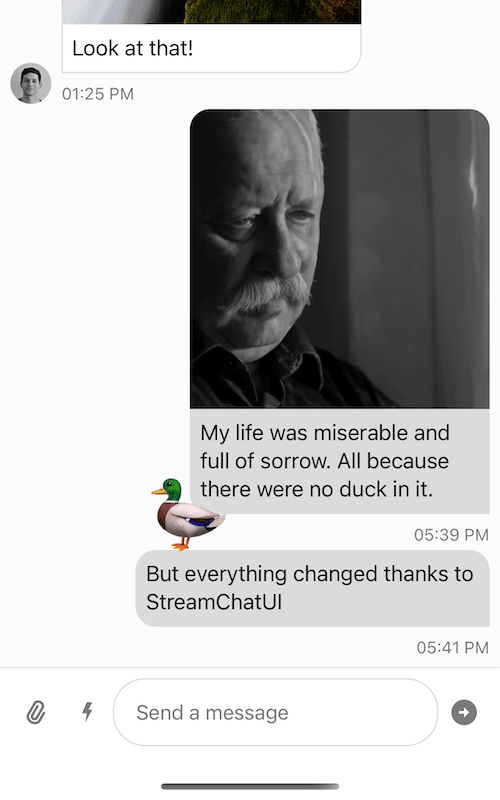 Look at that!
01:25 PM
My life was miserable and
full of sorrow. All because
there were no duck in it.
05:39 PM
But everything changed thanks to
StreamChatUI
05:41 PM
Send a message